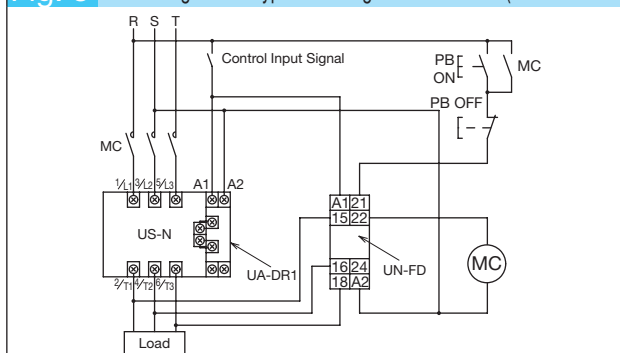 R S T
Control Input Signal
PB ON
MC
PB OFF
MC
1/L1 3/L2 5/L3 A1 A2
A1 21
15 22
US-N
UA-DR1
UN-FD
MC
16 24
18 A2
2/T1 4/T2 6/T3
Load